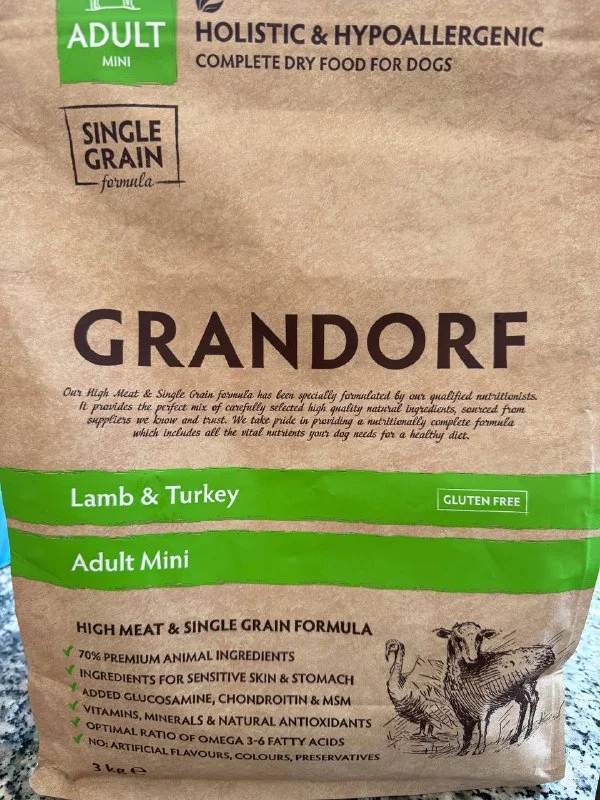 ADULT
MINI
HOLISTIC & HYPOALLERGENIC
COMPLETE DRY FOOD FOR DOGS
SINGLE
GRAIN
formula
GRANDORF
Our High Meat & Single Grain formula has been specially formulated by our qualified nutritionists.
It provides the perfect mix of carefully selected high quality natural ingredients, sourced from
suppliers we know and trust. We take pride in providing a nutritionally complete formula
which includes all the vital nutrients your dog needs for a healthy diet.
Lamb & Turkey
GLUTEN FREE
Adult Mini
HIGH MEAT & SINGLE GRAIN FORMULA
70% PREMIUM ANIMAL INGREDIENTS
INGREDIENTS FOR SENSITIVE SKIN & STOMACH
ADDED GLUCOSAMINE, CHONDROITIN & MSM
VITAMINS, MINERALS & NATURAL ANTIOXIDANTS
OPTIMAL RATIO OF OMEGA 3-6 FATTY ACIDS
NO: ARTIFICIAL FLAVOURS, COLOURS, PRESERVATIVES
3 kg ℮